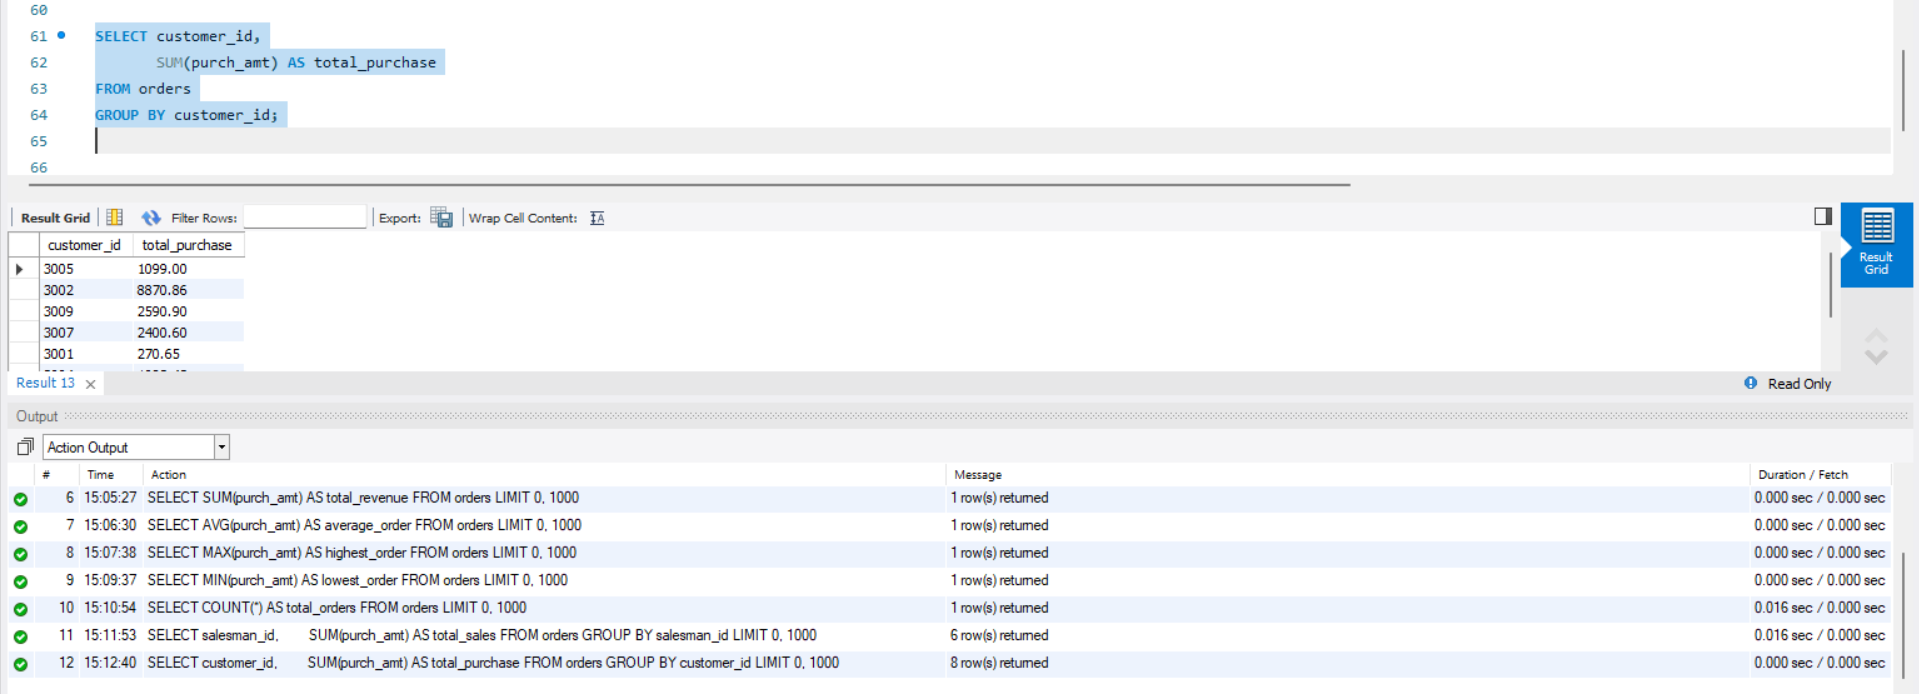 60
61 SELECT customer_id,
62 SUM(purch_amt) AS total_purchase
63 FROM orders
64 GROUP BY customer_id;
65
66
Result Grid Filter Rows: Export: Wrap Cell Content:
Result Grid
customer_id total_purchase
3005 1099.00
3002 8870.86
3009 2590.90
3007 2400.60
3001 270.65
Result 13 Read Only
Output
Action Output
# Time Action Message Duration / Fetch
6 15:05:27 SELECT SUM(purch_amt) AS total_revenue FROM orders LIMIT 0, 1000 1 row(s) returned 0.000 sec / 0.000 sec
7 15:06:30 SELECT AVG(purch_amt) AS average_order FROM orders LIMIT 0, 1000 1 row(s) returned 0.000 sec / 0.000 sec
8 15:07:38 SELECT MAX(purch_amt) AS highest_order FROM orders LIMIT 0, 1000 1 row(s) returned 0.000 sec / 0.000 sec
9 15:09:37 SELECT MIN(purch_amt) AS lowest_order FROM orders LIMIT 0, 1000 1 row(s) returned 0.000 sec / 0.000 sec
10 15:10:54 SELECT COUNT(*) AS total_orders FROM orders LIMIT 0, 1000 1 row(s) returned 0.016 sec / 0.000 sec
11 15:11:53 SELECT salesman_id, SUM(purch_amt) AS total_sales FROM orders GROUP BY salesman_id LIMIT 0, 1000 6 row(s) returned 0.016 sec / 0.000 sec
12 15:12:40 SELECT customer_id, SUM(purch_amt) AS total_purchase FROM orders GROUP BY customer_id LIMIT 0, 1000 8 row(s) returned 0.000 sec / 0.000 sec